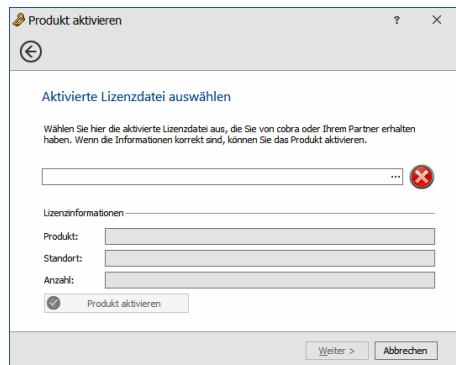 Produkt aktivieren
?
Aktivierte Lizenzdatei auswählen
Wählen Sie hier die aktivierte Lizenzdatei aus, die Sie von cobra oder Ihrem Partner erhalten
haben. Wenn die Informationen korrekt sind, können Sie das Produkt aktivieren.
...
Lizenzinformationen
Produkt:
Standort:
Anzahl:
Produkt aktivieren
Weiter >
Abbrechen